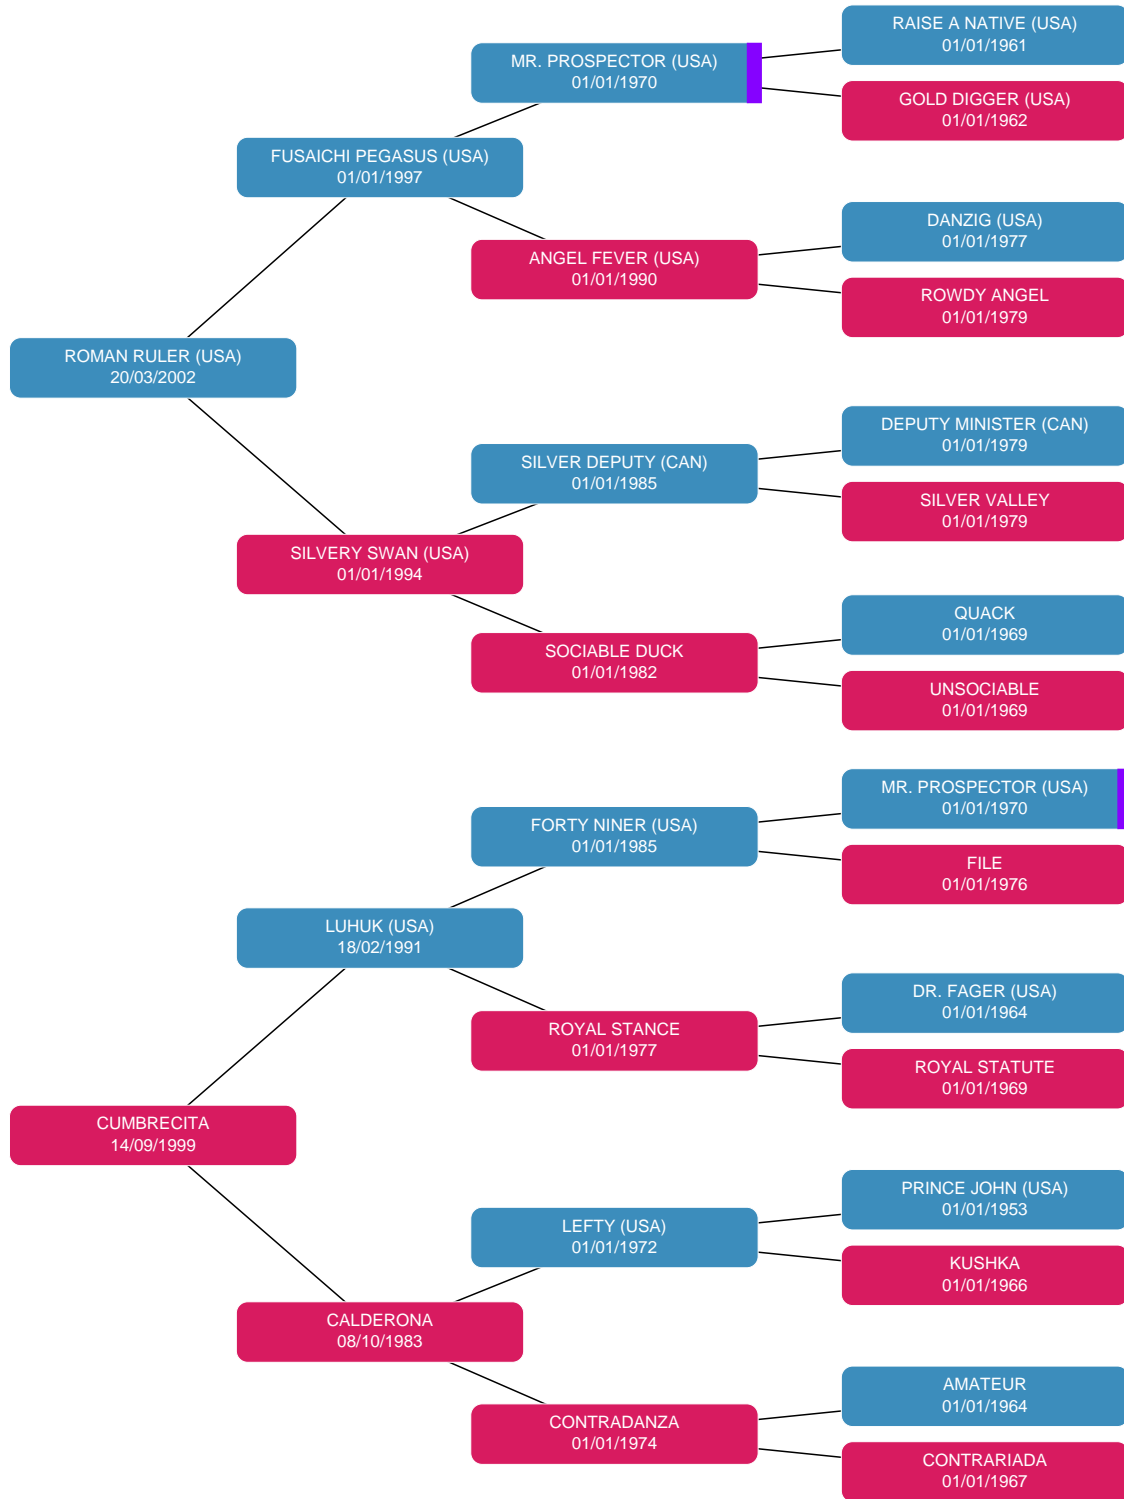 RAISE A NATIVE (USA)
01/01/1961
MR. PROSPECTOR (USA)
01/01/1970
GOLD DIGGER (USA)
01/01/1962
FUSAICHI PEGASUS (USA)
01/01/1997
DANZIG (USA)
01/01/1977
ANGEL FEVER (USA)
01/01/1990
ROWDY ANGEL
01/01/1979
ROMAN RULER (USA)
20/03/2002
DEPUTY MINISTER (CAN)
01/01/1979
SILVER DEPUTY (CAN)
01/01/1985
SILVER VALLEY
01/01/1979
SILVERY SWAN (USA)
01/01/1994
QUACK
01/01/1969
SOCIABLE DUCK
01/01/1982
UNSOCIABLE
01/01/1969
MR. PROSPECTOR (USA)
01/01/1970
FORTY NINER (USA)
01/01/1985
FILE
01/01/1976
LUHUK (USA)
18/02/1991
DR. FAGER (USA)
01/01/1964
ROYAL STANCE
01/01/1977
ROYAL STATUTE
01/01/1969
CUMBRECITA
14/09/1999
PRINCE JOHN (USA)
01/01/1953
LEFTY (USA)
01/01/1972
KUSHKA
01/01/1966
CALDERONA
08/10/1983
AMATEUR
01/01/1964
CONTRADANZA
01/01/1974
CONTRARIADA
01/01/1967